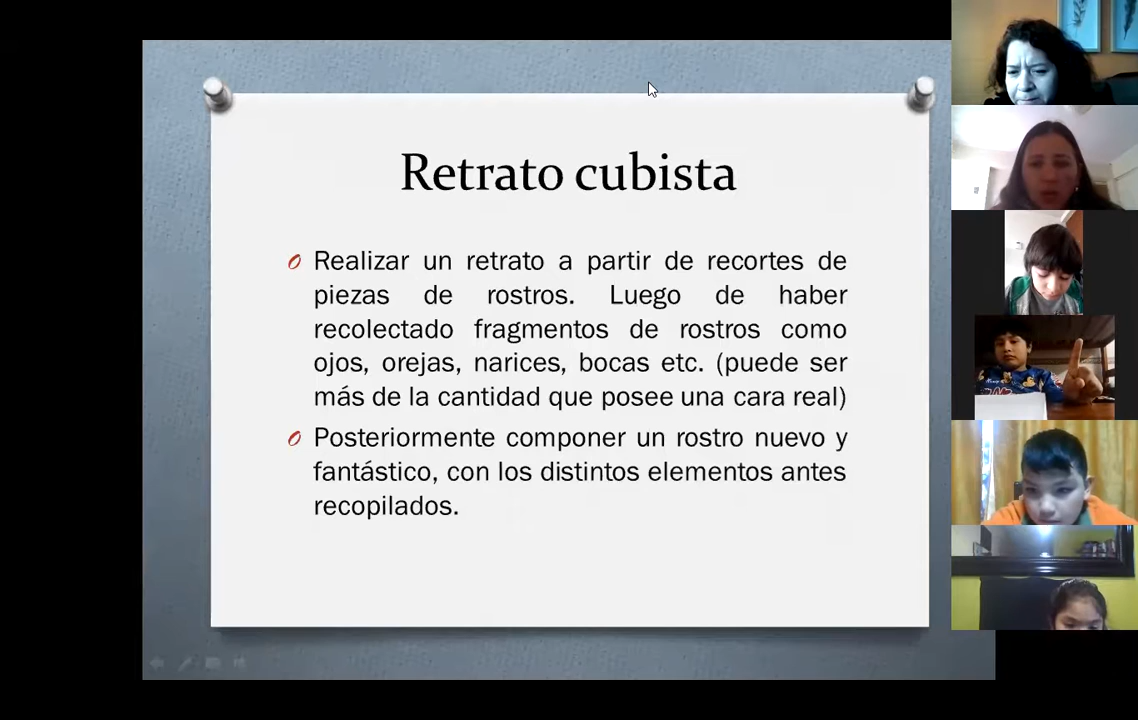 Retrato cubista
Realizar un retrato a partir de recortes de
piezas de rostros. Luego de haber
recolectado fragmentos de rostros como
ojos, orejas, narices, bocas etc. (puede ser
más de la cantidad que posee una cara real)
Posteriormente componer un rostro nuevo y
fantástico, con los distintos elementos antes
recopilados.